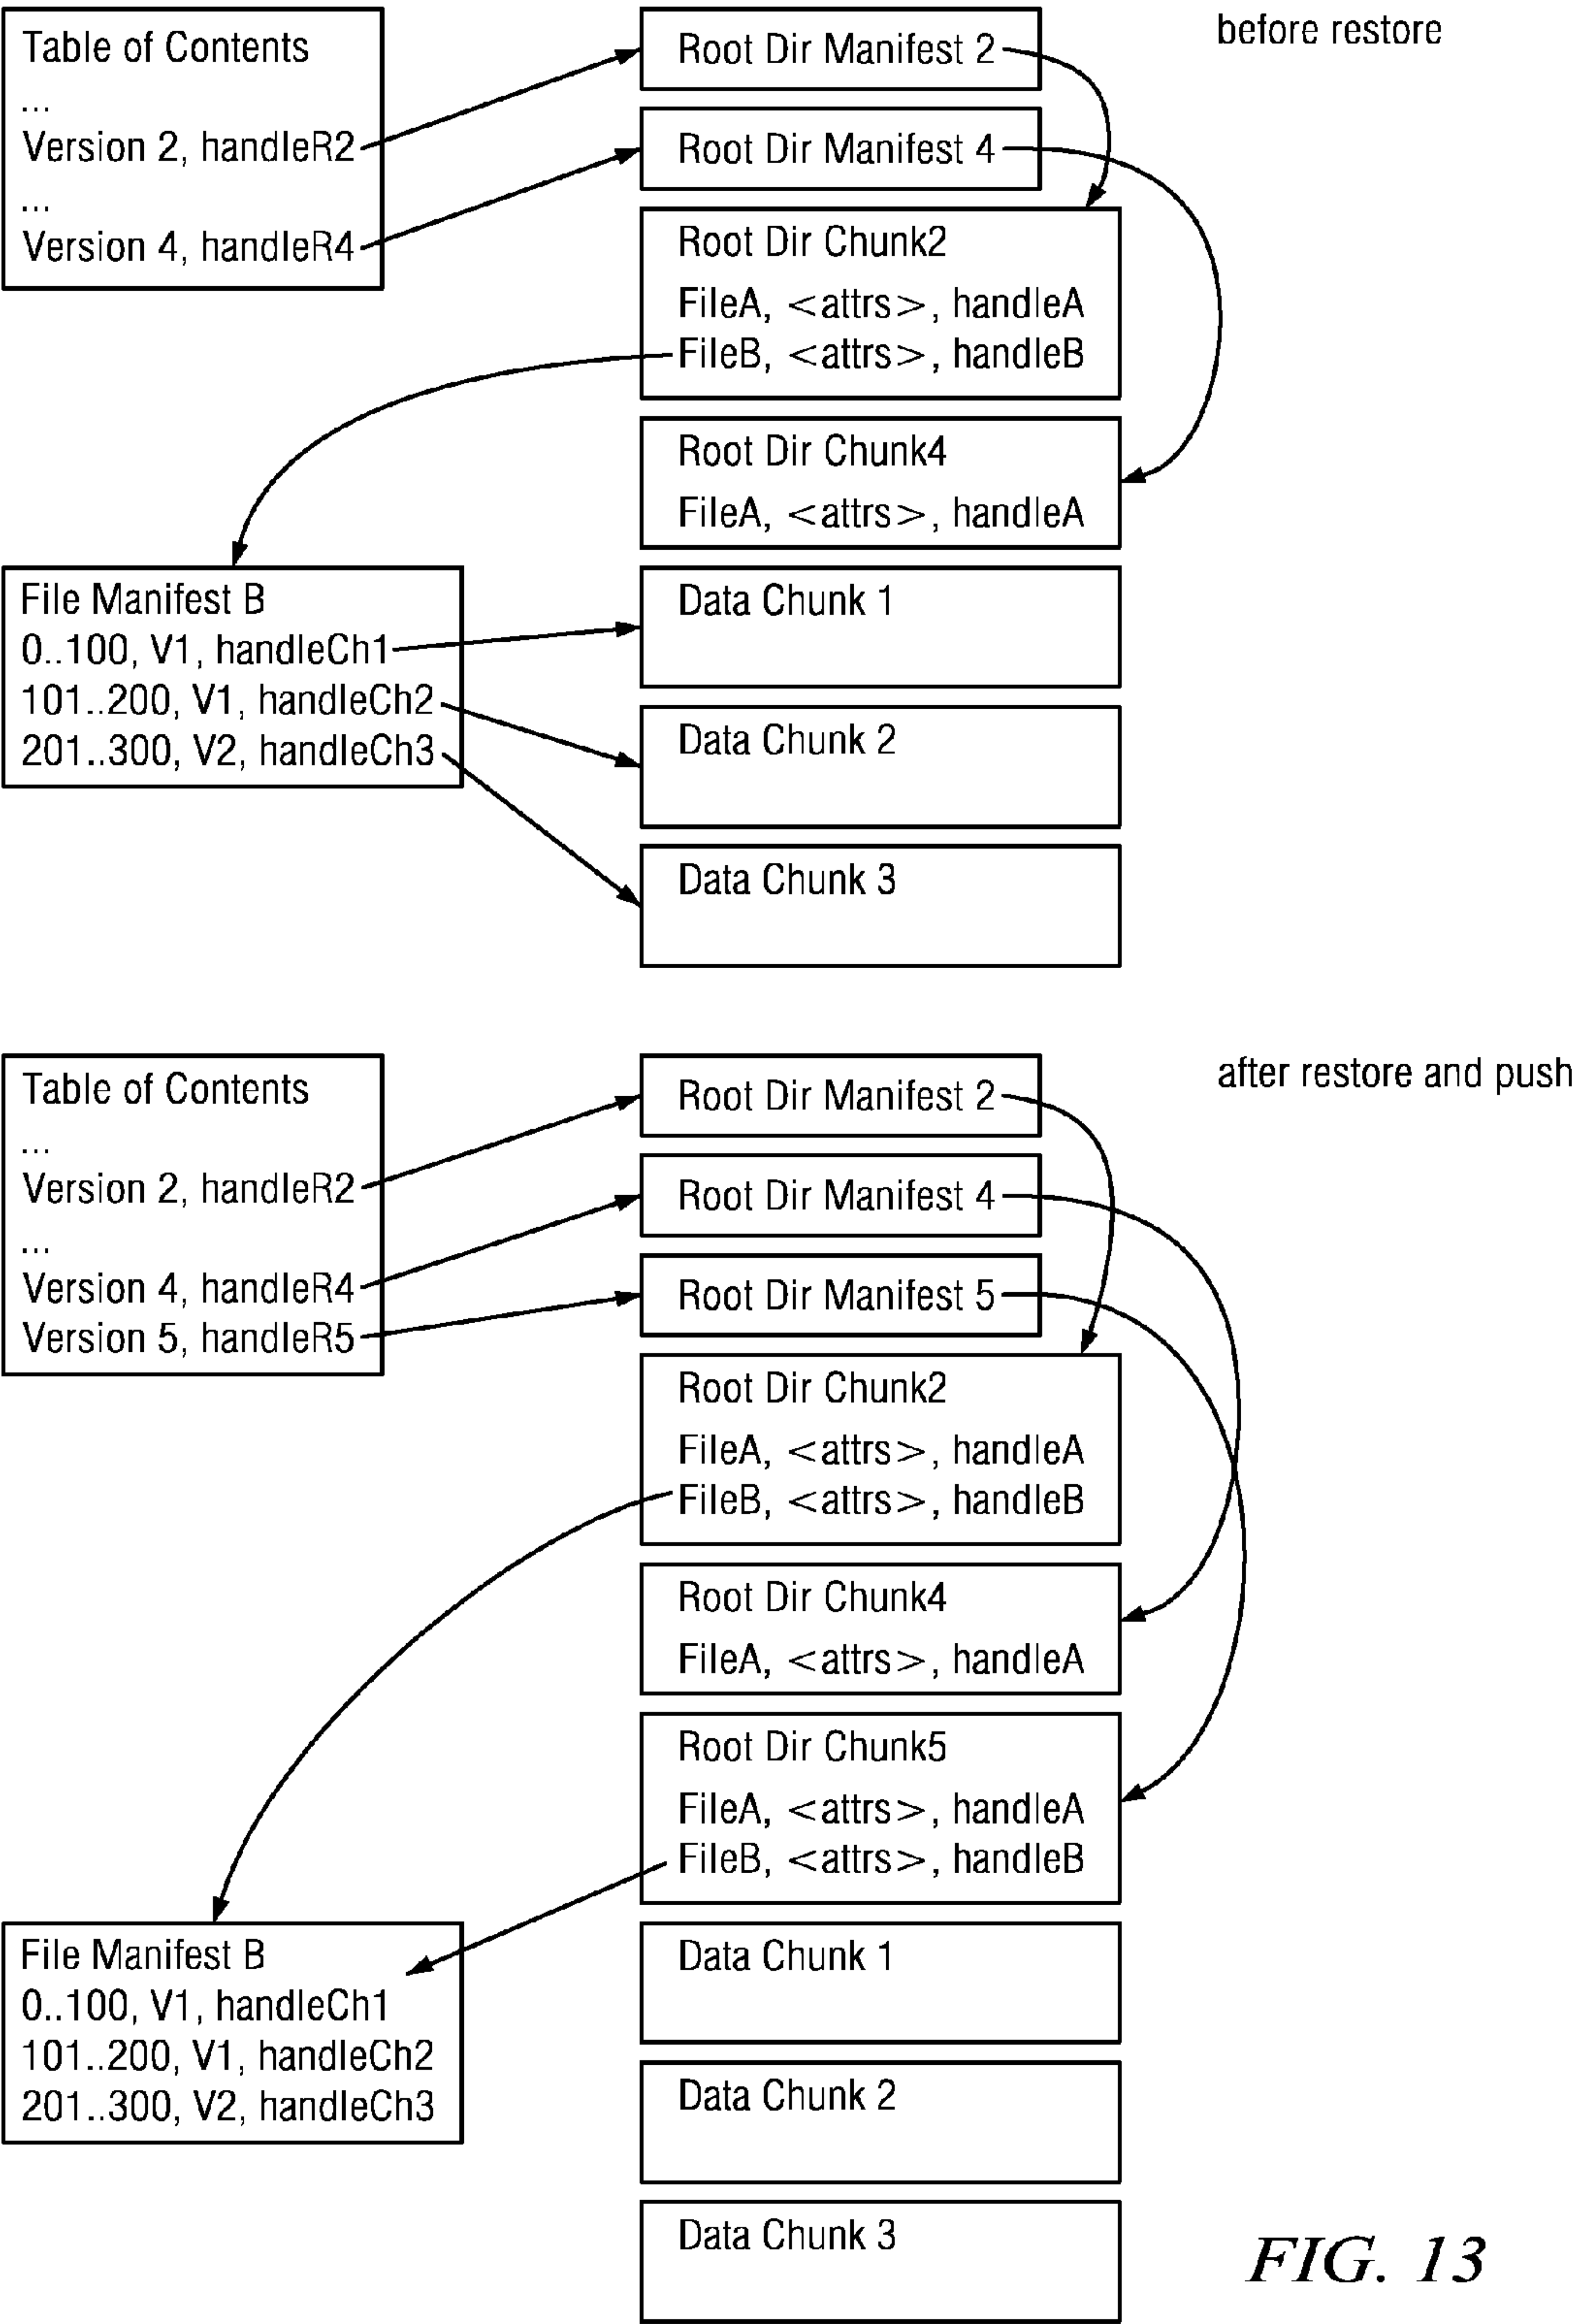 before restore
Table of Contents
...
Version 2, handleR2
...
Version 4, handleR4
Root Dir Manifest 2
Root Dir Manifest 4
Root Dir Chunk2
FileA, <attrs>, handleA
FileB, <attrs>, handleB
Root Dir Chunk4
FileA, <attrs>, handleA
File Manifest B
0..100, V1, handleCh1
101..200, V1, handleCh2
201..300, V2, handleCh3
Data Chunk 1
Data Chunk 2
Data Chunk 3
after restore and push
Table of Contents
...
Version 2, handleR2
...
Version 4, handleR4
Version 5, handleR5
Root Dir Manifest 2
Root Dir Manifest 4
Root Dir Manifest 5
Root Dir Chunk2
FileA, <attrs>, handleA
FileB, <attrs>, handleB
Root Dir Chunk4
FileA, <attrs>, handleA
Root Dir Chunk5
FileA, <attrs>, handleA
FileB, <attrs>, handleB
File Manifest B
0..100, V1, handleCh1
101..200, V1, handleCh2
201..300, V2, handleCh3
Data Chunk 1
Data Chunk 2
Data Chunk 3
FIG. 13